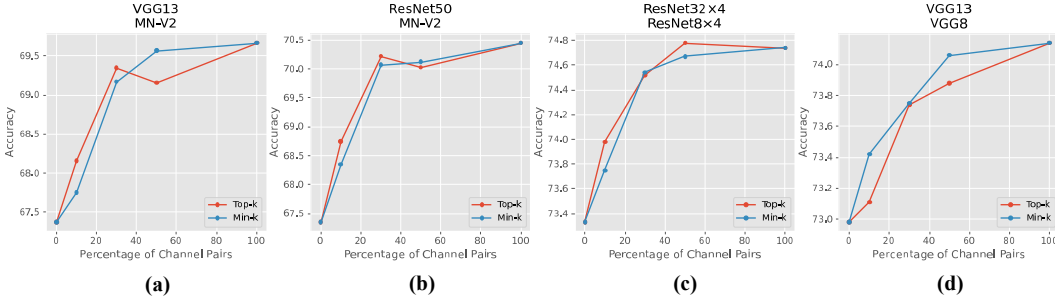 VGG13
MN-V2
69.5
69.0
68.5
68.0
67.5
Accuracy
0 20 40 60 80 100
Percentage of Channel Pairs
Top-k
Min-k
(a)
ResNet50
MN-V2
70.5
70.0
69.5
69.0
68.5
68.0
67.5
Accuracy
0 20 40 60 80 100
Percentage of Channel Pairs
Top-k
Min-k
(b)
ResNet32×4
ResNet8×4
74.8
74.6
74.4
74.2
74.0
73.8
73.6
73.4
Accuracy
0 20 40 60 80 100
Percentage of Channel Pairs
Top-k
Min-k
(c)
VGG13
VGG8
74.0
73.8
73.6
73.4
73.2
73.0
Accuracy
0 20 40 60 80 100
Percentage of Channel Pairs
Top-k
Min-k
(d)